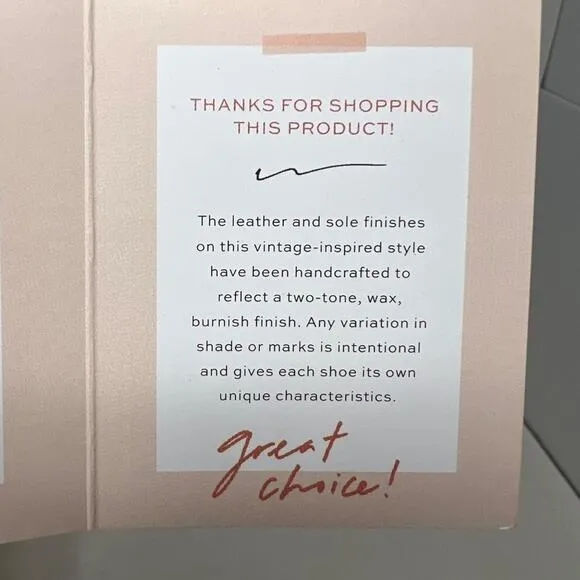 THANKS FOR SHOPPING
THIS PRODUCT!
The leather and sole finishes
on this vintage-inspired style
have been handcrafted to
reflect a two-tone, wax,
burnish finish. Any variation in
shade or marks is intentional
and gives each shoe its own
unique characteristics.
great
choice!